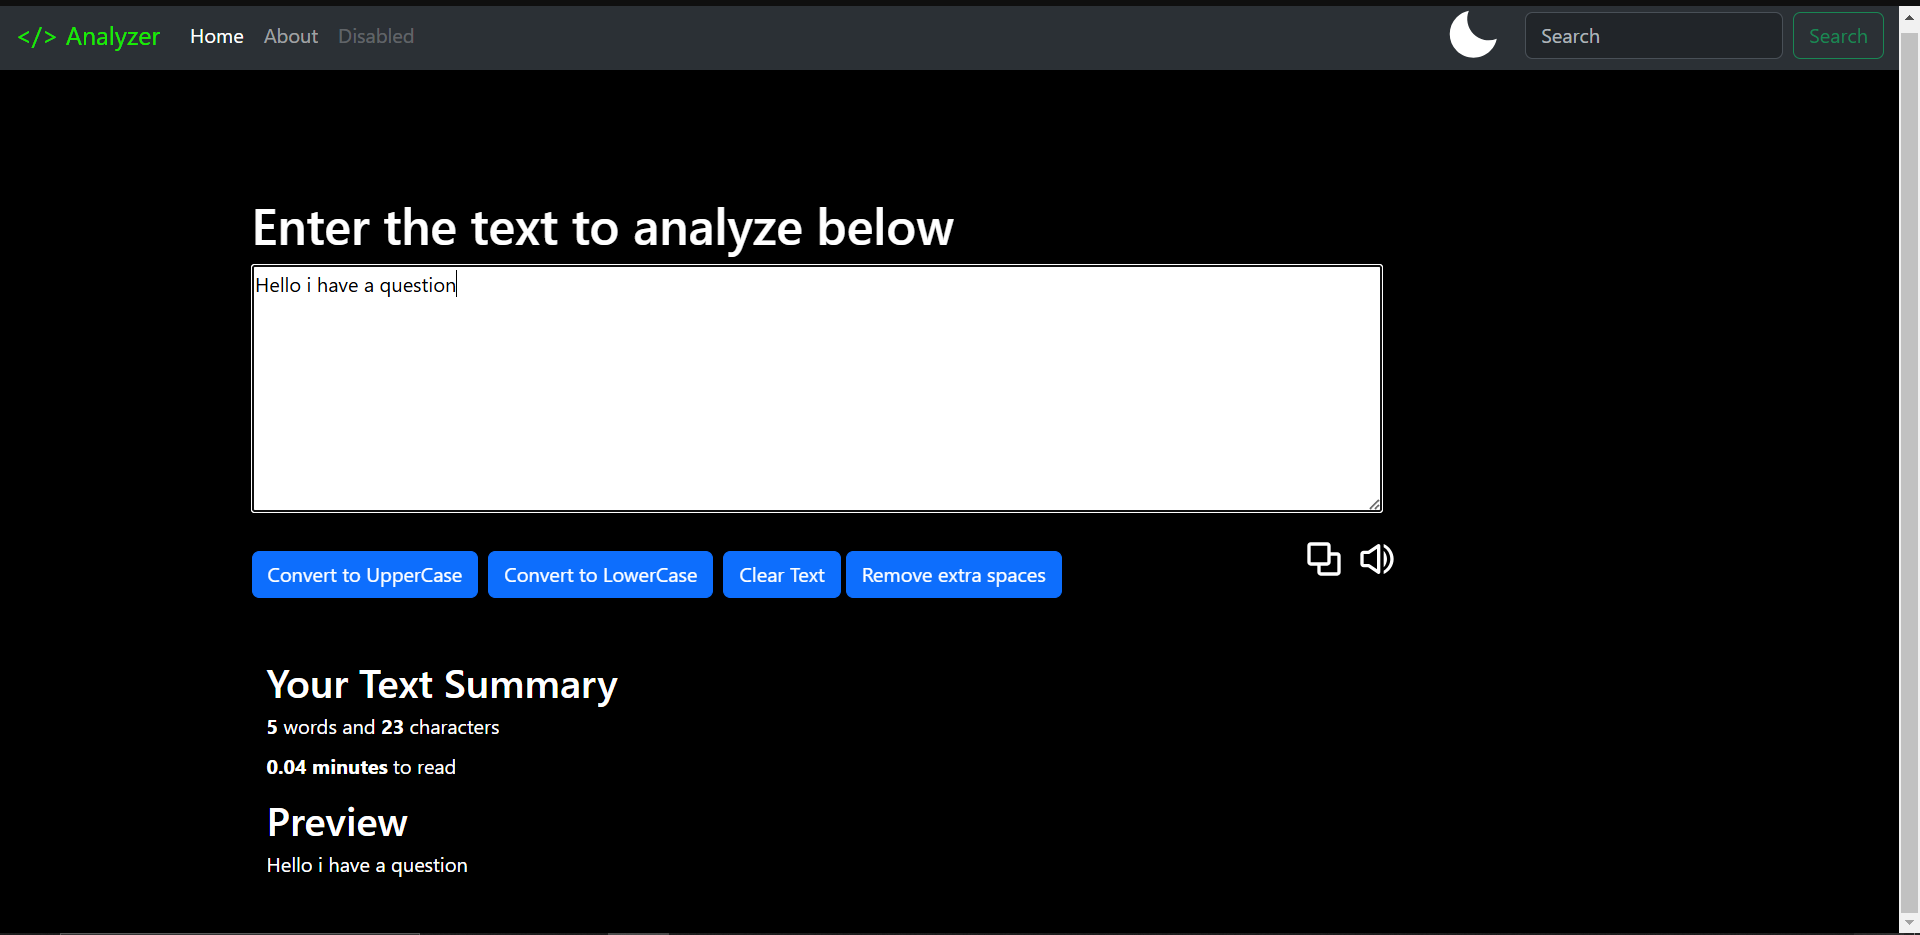 </> Analyzer Home About Disabled Search Search
Enter the text to analyze below
Hello i have a question
Convert to UpperCase Convert to LowerCase Clear Text Remove extra spaces
Your Text Summary
5 words and 23 characters
0.04 minutes to read
Preview
Hello i have a question